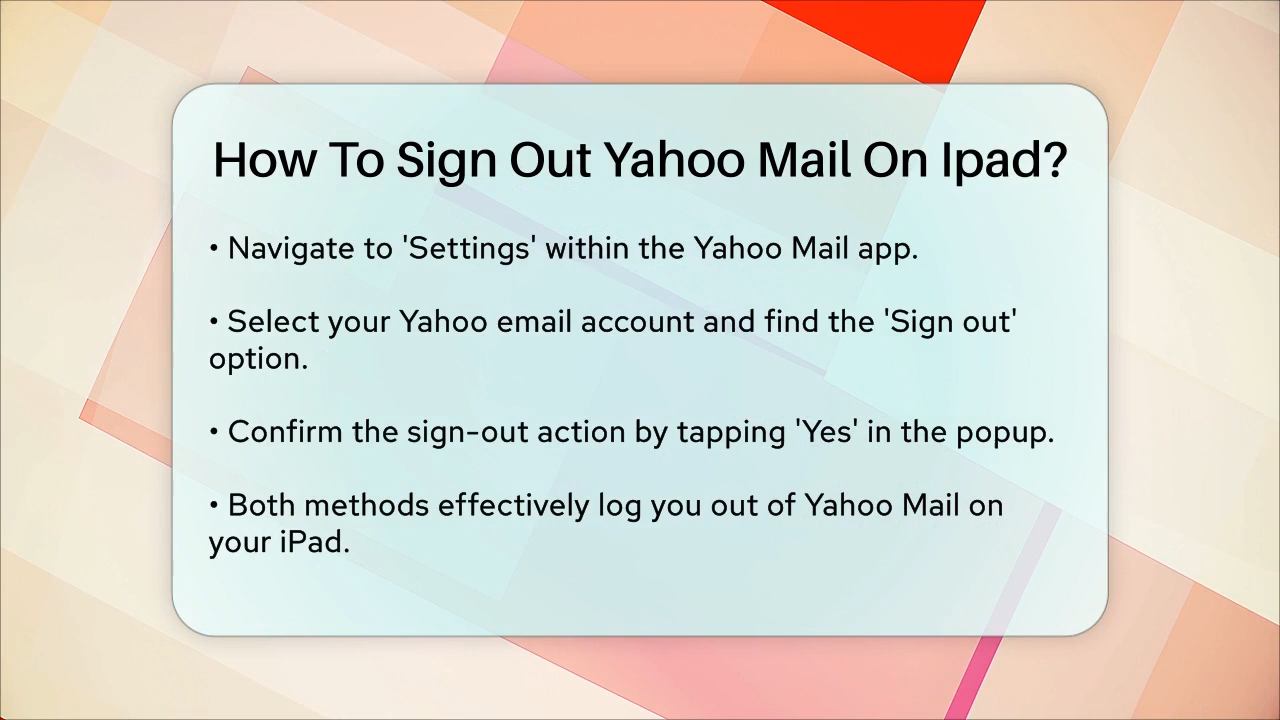 How To Sign Out Yahoo Mail On Ipad?
• Navigate to 'Settings' within the Yahoo Mail app.
• Select your Yahoo email account and find the 'Sign out'
option.
• Confirm the sign-out action by tapping 'Yes' in the popup.
• Both methods effectively log you out of Yahoo Mail on
your iPad.